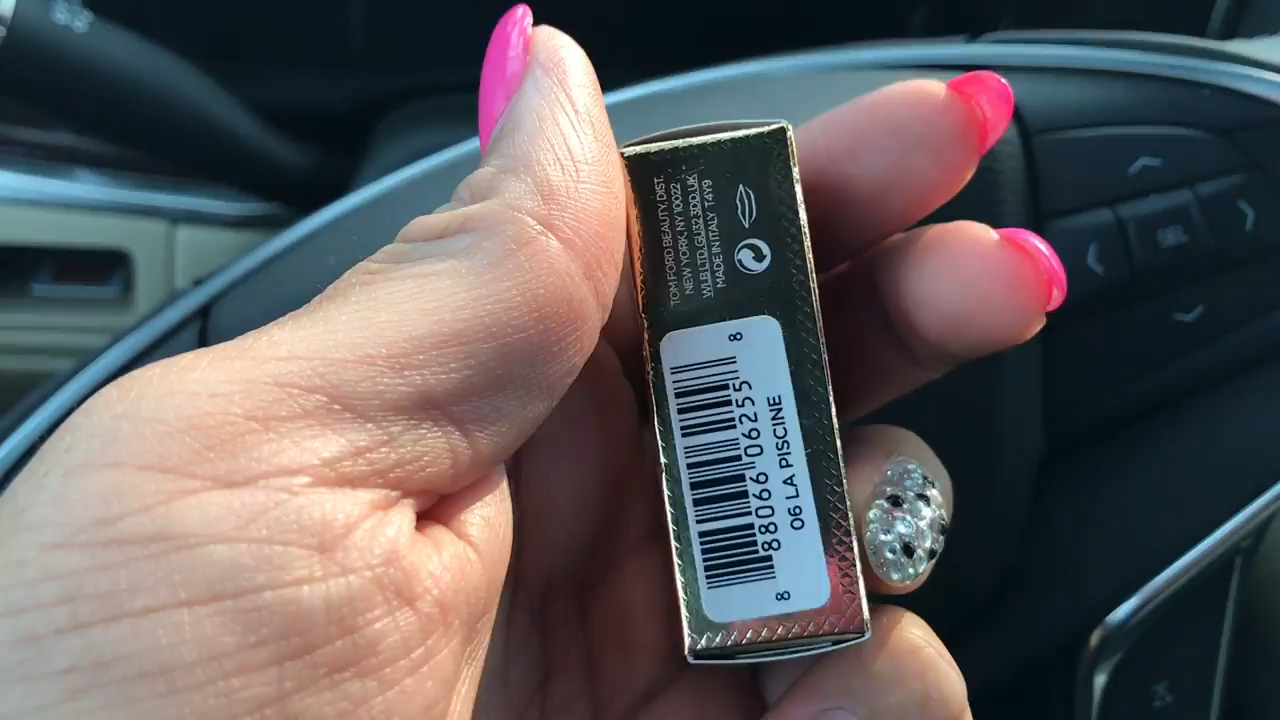 TOM FORD BEAUTY, DIST.
NEW YORK, NY 10022
WLB LTD. GU32 3DD. UK
MADE IN ITALY T4Y9
8 88066 06255 8
06 LA PISCINE
SEL